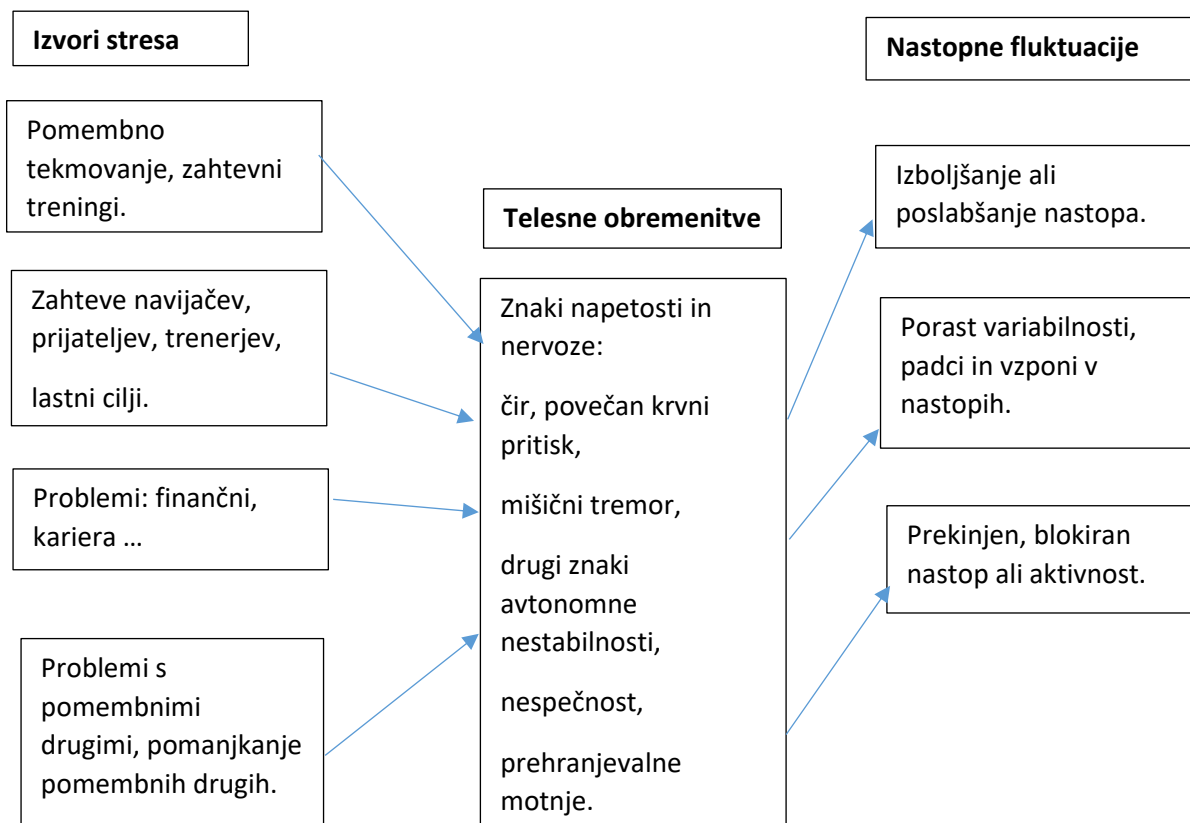 Izvori stresa
Pomembno
tekmovanje, zahtevni
treningi.
Zahteve navijačev,
prijateljev, trenerjev,
lastni cilji.
Problemi: finančni,
kariera …
Problemi s
pomembnimi
drugimi, pomanjkanje
pomembnih drugih.
Telesne obremenitve
Znaki napetosti in
nervoze:
čir, povečan krvni
pritisk,
mišični tremor,
drugi znaki
avtonomne
nestabilnosti,
nespečnost,
prehranjevalne
motnje.
Nastopne fluktuacije
Izboljšanje ali
poslabšanje nastopa.
Porast variabilnosti,
padci in vzponi v
nastopih.
Prekinjen, blokiran
nastop ali aktivnost.